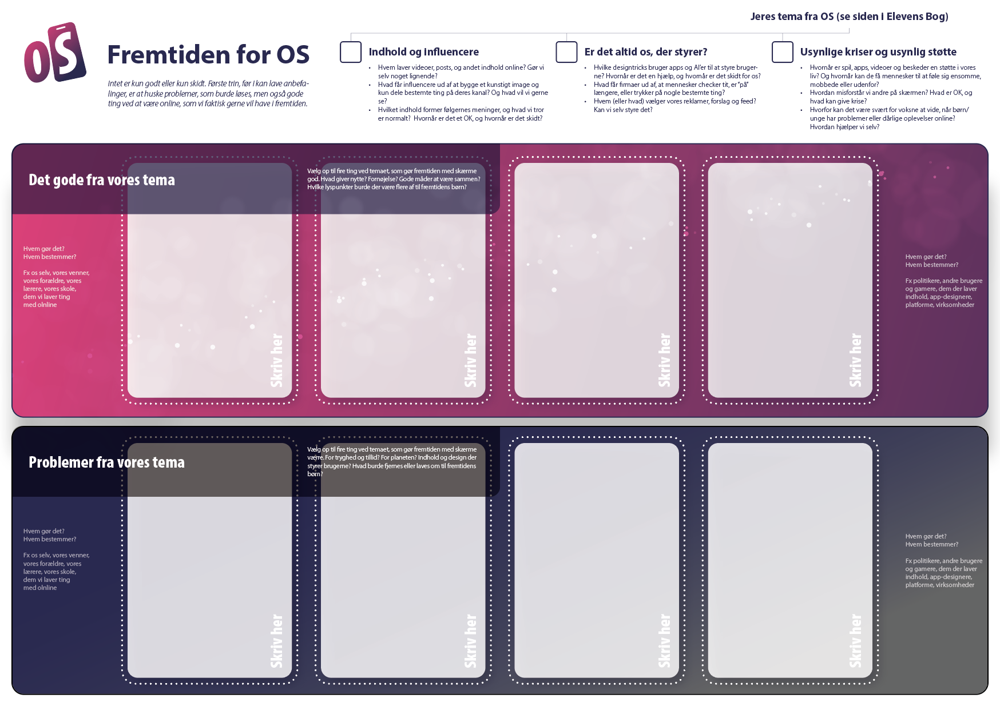 Jeres tema fra OS (se siden i Elevens Bog)
OS
Fremtiden for OS
Intet er kun godt eller kun skidt. Første trin, før I kan lave anbefa-
linger, er at huske problemer, som burde løses, men også gode
ting ved at være online, som vi faktisk gerne vil have i fremtiden.
Indhold og influencere
• Hvem laver videoer, posts, og andet indhold online? Gør vi
selv noget lignende?
• Hvad får influencere ud af at bygge et kunstigt image og
kun dele bestemte ting på deres kanal? Og hvad vil vi gerne
se?
• Hvilket indhold former følgernes meninger, og hvad vi tror
er normalt? Hvornår er det et OK, og hvornår er det skidt?
Er det altid os, der styrer?
• Hvilke designtricks bruger apps og AI'er til at styre bruger-
ne? Hvornår er det en hjælp, og hvornår er det skidt for os?
• Hvad får firmaer ud af, at mennesker checker tit, er "på"
længere, eller trykker på nogle bestemte ting?
• Hvem (eller hvad) vælger vores reklamer, forslag og feed?
Kan vi selv styre det?
Usynlige kriser og usynlig støtte
• Hvornår er spil, apps, videoer og beskeder en støtte i vores
liv? Og hvornår kan de få mennesker til at føle sig ensomme,
mobbede eller udenfor?
• Hvordan misforstår vi andre på skærmen? Hvad er OK, og
hvad kan give krise?
• Hvorfor kan det være svært for voksne at vide, når børn/
unge har problemer eller dårlige oplevelser online?
Hvordan hjælper vi selv?
Det gode fra vores tema
Vælg op til fire ting ved temaet, som gør fremtiden med skærme
god. Hvad giver nytte? Fornøjelse? Gode måder at være sammen?
Hvilke lyspunkter burde der være flere af til fremtidens børn?
Hvem gør det?
Hvem bestemmer?
Fx os selv, vores venner,
vores forældre, vores
lærere, vores skole,
dem vi laver ting
med olnline
Skriv her
Skriv her
Skriv her
Skriv her
Hvem gør det?
Hvem bestemmer?
Fx politikere, andre brugere
og gamere, dem der laver
indhold, app-designere,
platforme, virksomheder
Problemer fra vores tema
Vælg op til fire ting ved temaet, som gør fremtiden med skærme
værre. For tryghed og tillid? For planeten? Indhold og design der
styrer brugerne? Hvad burde fjernes eller laves om til fremtidens
børn?
Hvem gør det?
Hvem bestemmer?
Fx os selv, vores venner,
vores forældre, vores
lærere, vores skole,
dem vi laver ting
med olnline
Skriv her
Skriv her
Skriv her
Skriv her
Hvem gør det?
Hvem bestemmer?
Fx politikere, andre brugere
og gamere, dem der laver
indhold, app-designere,
platforme, virksomheder